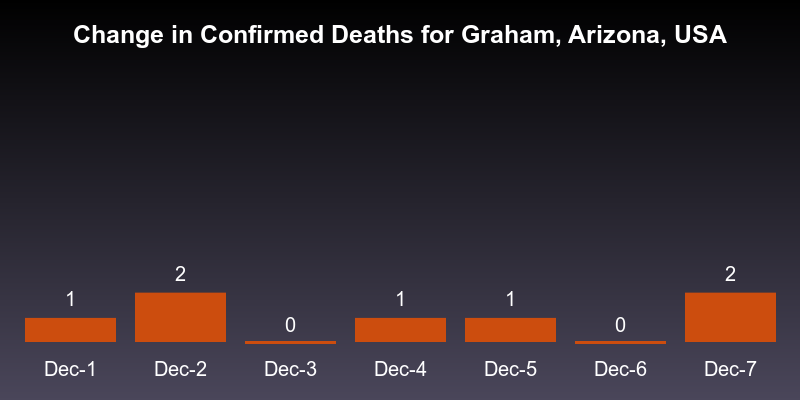 Change in Confirmed Deaths for Graham, Arizona, USA
1 2 0 1 1 0 2
Dec-1 Dec-2 Dec-3 Dec-4 Dec-5 Dec-6 Dec-7